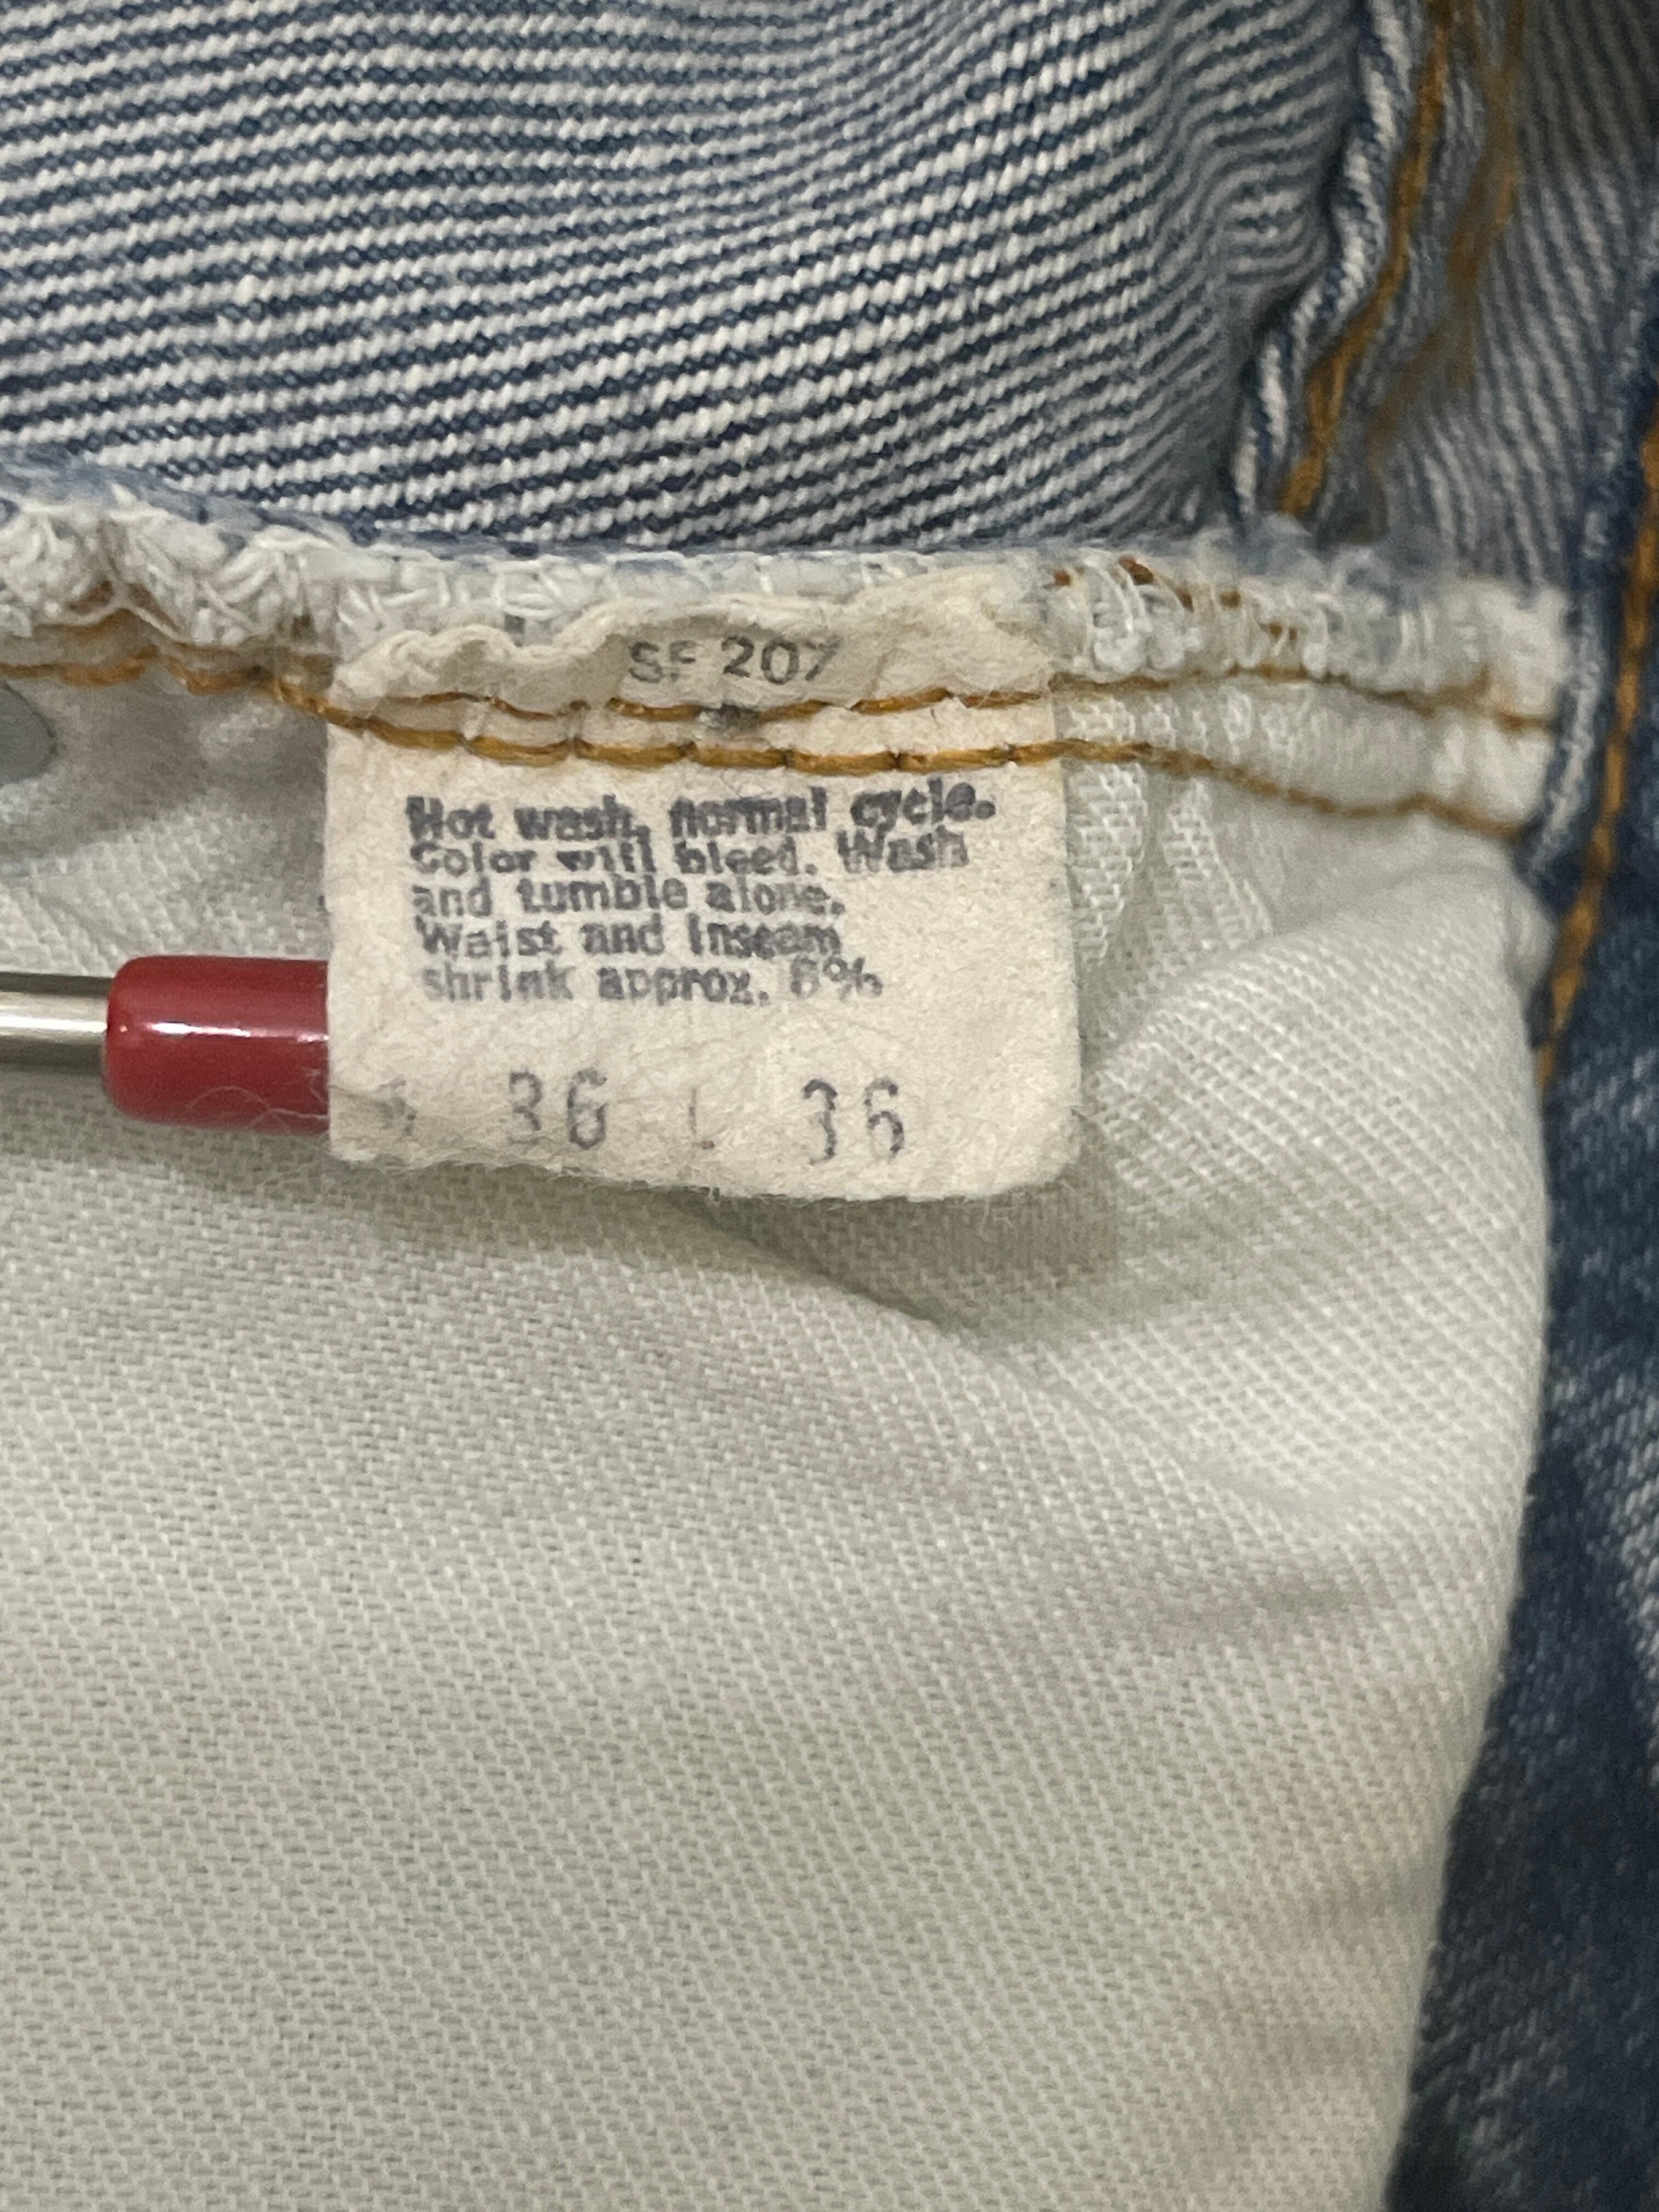 SF 207
Hot wash, normal cycle.
Color will bleed. Wash
and tumble alone.
Waist and Inseam
shrink approx. 8%
36 L 36